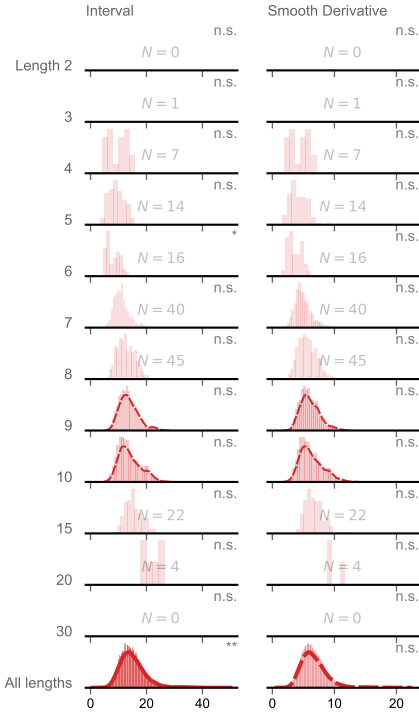 Interval Smooth Derivative
n.s. n.s.
Length 2 N = 0 N = 0
n.s. n.s.
3 N = 1 N = 1
n.s. n.s.
4 N = 7 N = 7
n.s. n.s.
5 N = 14 N = 14
* n.s.
6 N = 16 N = 16
n.s. n.s.
7 N = 40 N = 40
n.s. n.s.
8 N = 45 N = 45
n.s. n.s.
9
n.s. n.s.
10
n.s. n.s.
15 N = 22 N = 22
n.s. n.s.
20 N = 4 N = 4
n.s. n.s.
30 N = 0 N = 0
** n.s.
All lengths
0 20 40 0 10 20